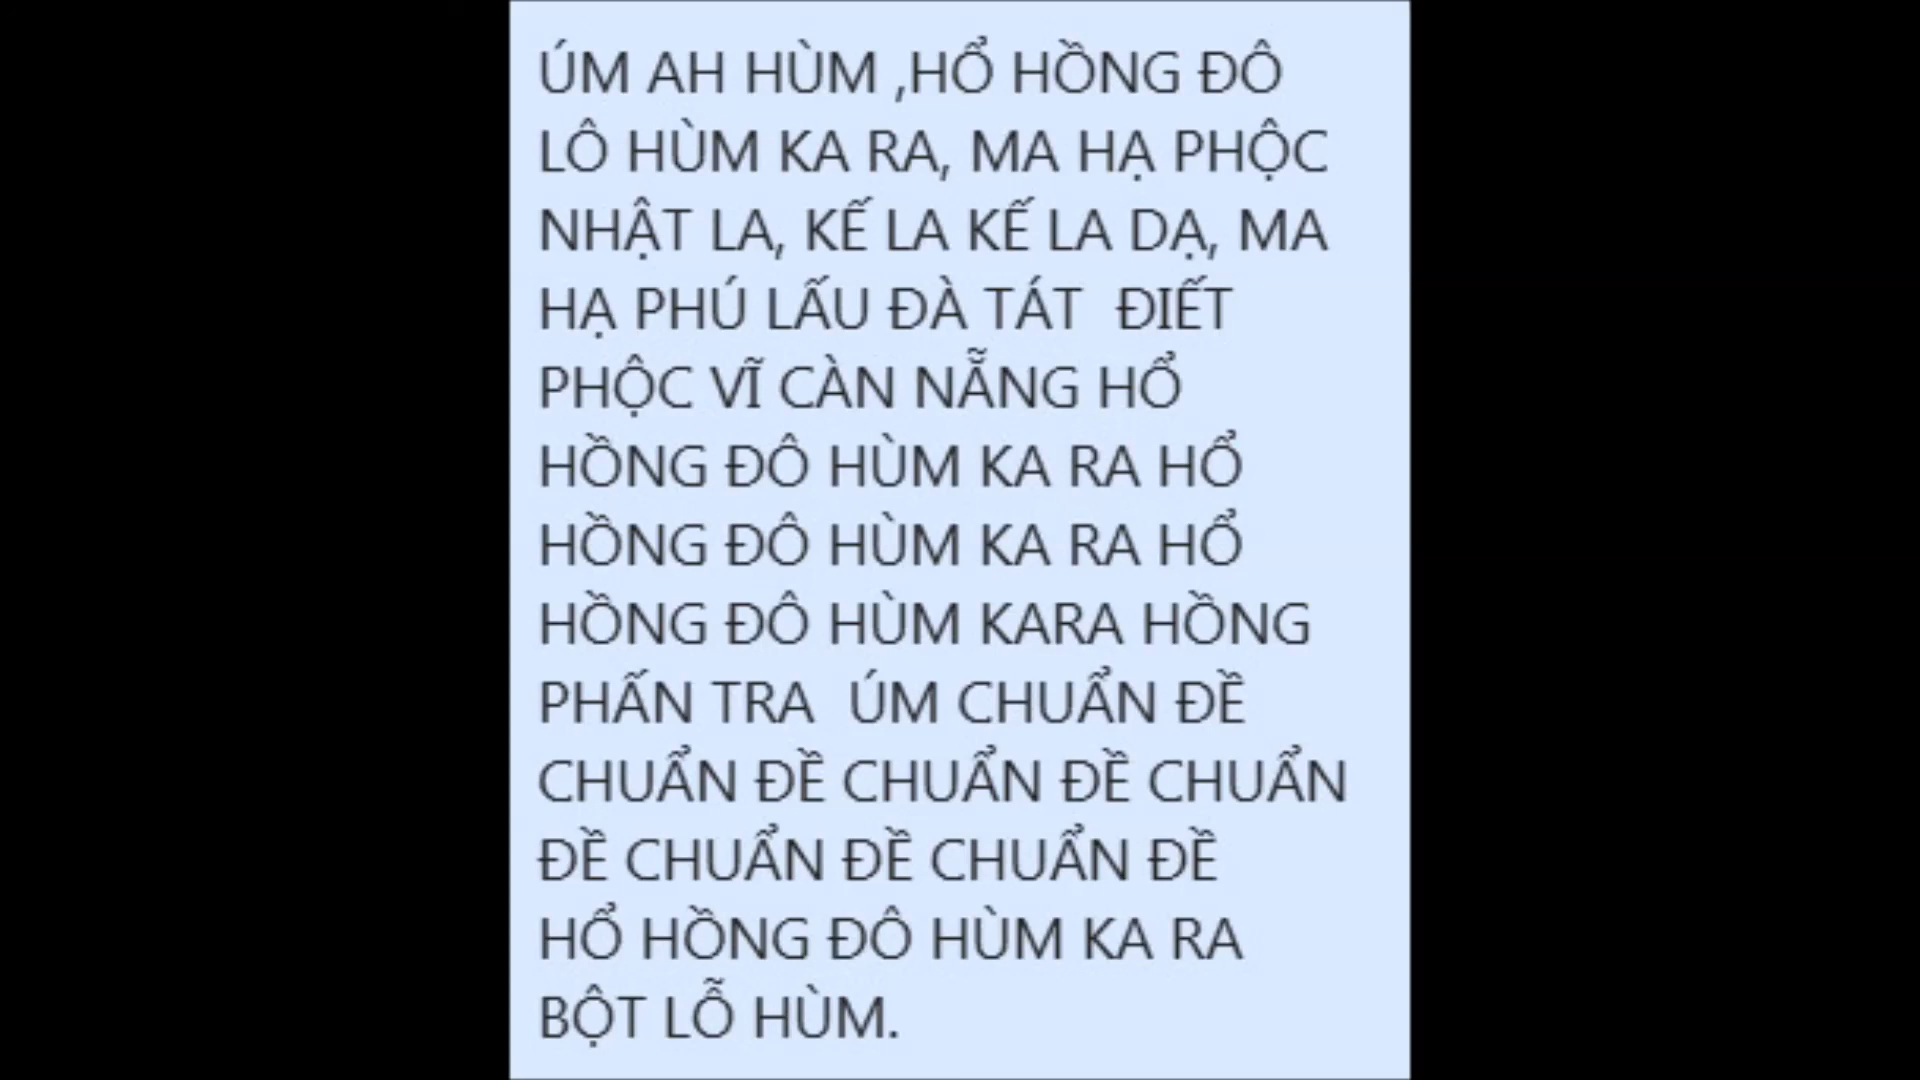 ÚM AH HÙM ,HỔ HỒNG ĐÔ
LÔ HÙM KA RA, MA HẠ PHỘC
NHẬT LA, KẾ LA KẾ LA DẠ, MA
HẠ PHÚ LẤU ĐÀ TÁT  ĐIẾT
PHỘC VĨ CÀN NẴNG HỔ
HỒNG ĐÔ HÙM KA RA HỔ
HỒNG ĐÔ HÙM KA RA HỔ
HỒNG ĐÔ HÙM KARA HỒNG
PHẤN TRA  ÚM CHUẨN ĐỀ
CHUẨN ĐỀ CHUẨN ĐỀ CHUẨN
ĐỀ CHUẨN ĐỀ CHUẨN ĐỀ
HỔ HỒNG ĐÔ HÙM KA RA
BỘT LỖ HÙM.